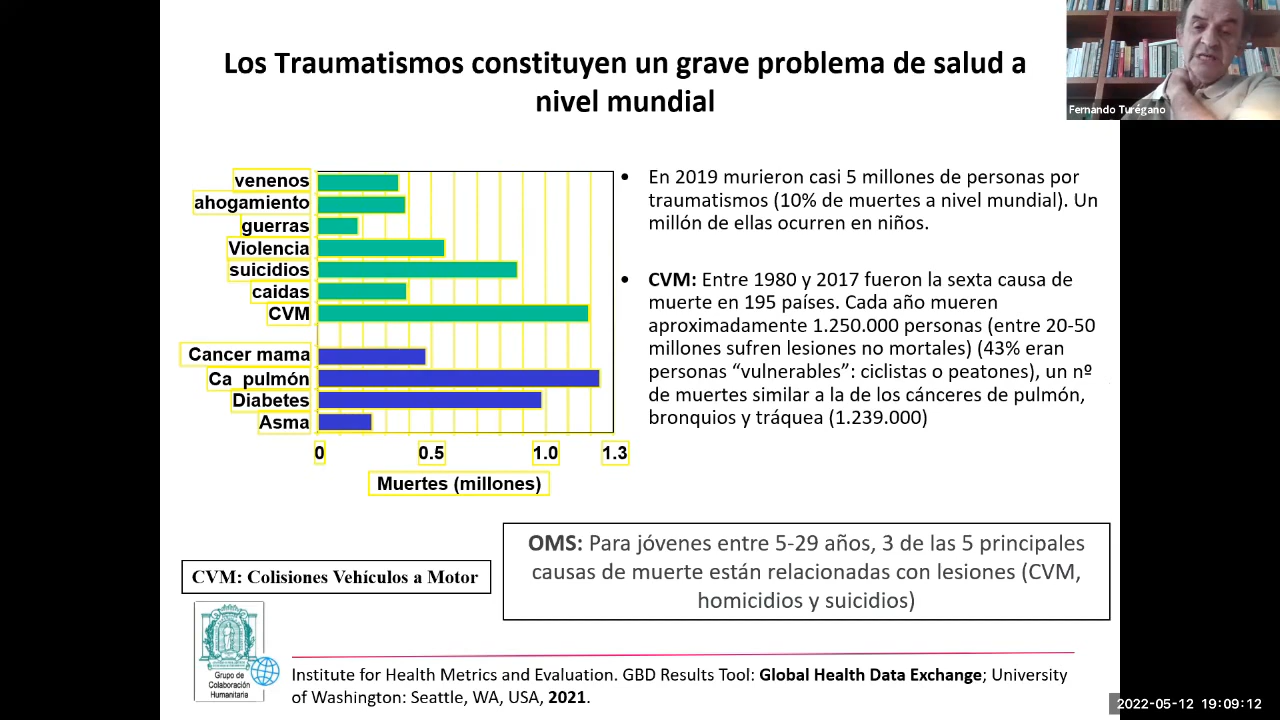 Los Traumatismos constituyen un grave problema de salud a
nivel mundial
Fernando Turégano
venenos
ahogamiento
guerras
Violencia
suicidios
caidas
CVM
Cancer mama
Ca pulmón
Diabetes
Asma
0 0.5 1.0 1.3
Muertes (millones)
• En 2019 murieron casi 5 millones de personas por
traumatismos (10% de muertes a nivel mundial). Un
millón de ellas ocurren en niños.
• CVM: Entre 1980 y 2017 fueron la sexta causa de
muerte en 195 países. Cada año mueren
aproximadamente 1.250.000 personas (entre 20-50
millones sufren lesiones no mortales) (43% eran
personas “vulnerables”: ciclistas o peatones), un nº
de muertes similar a la de los cánceres de pulmón,
bronquios y tráquea (1.239.000)
OMS: Para jóvenes entre 5-29 años, 3 de las 5 principales
causas de muerte están relacionadas con lesiones (CVM,
homicidios y suicidios)
CVM: Colisiones Vehículos a Motor
Grupo de
Colaboración
Humanitaria
Institute for Health Metrics and Evaluation. GBD Results Tool: Global Health Data Exchange; University
of Washington: Seattle, WA, USA, 2021.
2022-05-12 19:09:12